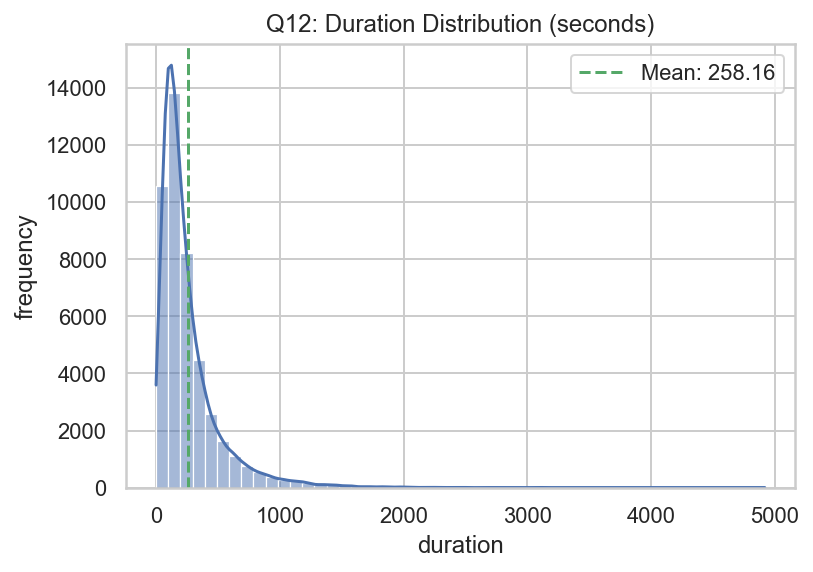 Q12: Duration Distribution (seconds)
Mean: 258.16
14000
12000
10000
8000
6000
4000
2000
0
frequency
0 1000 2000 3000 4000 5000
duration